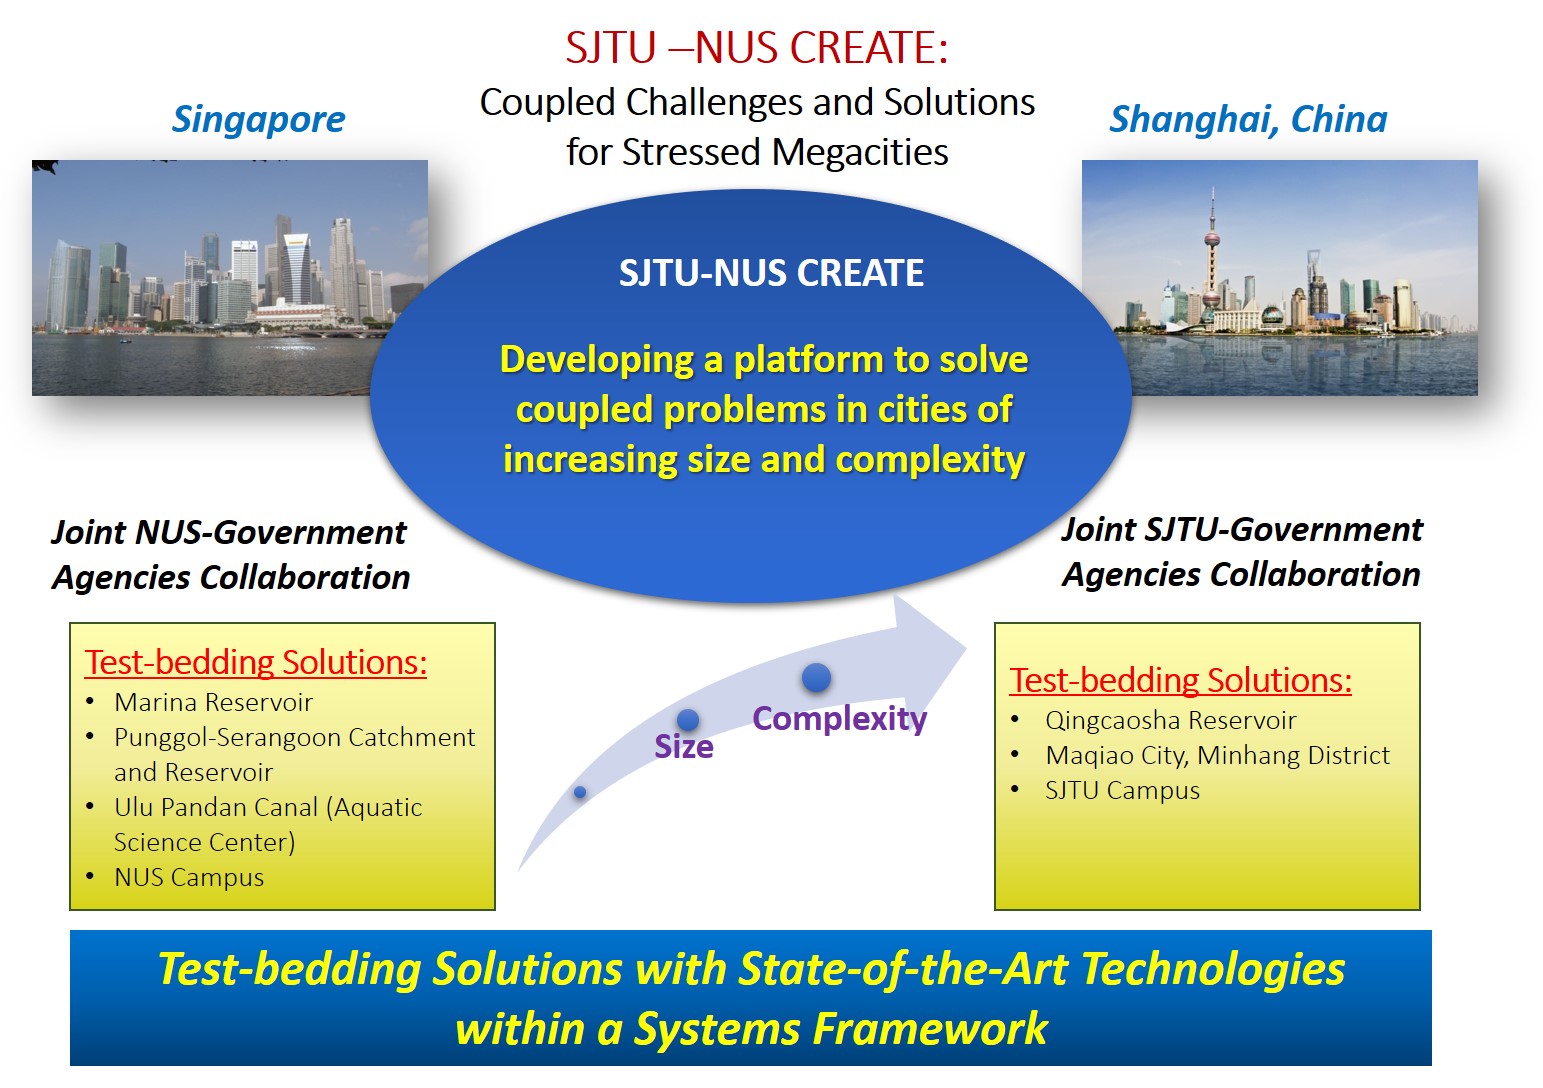 SJTU –NUS CREATE:
Coupled Challenges and Solutions
for Stressed Megacities
Singapore
Shanghai, China
SJTU-NUS CREATE
Developing a platform to solve
coupled problems in cities of
increasing size and complexity
Joint NUS-Government
Agencies Collaboration
Joint SJTU-Government
Agencies Collaboration
Test-bedding Solutions:
• Marina Reservoir
• Punggol-Serangoon Catchment
and Reservoir
• Ulu Pandan Canal (Aquatic
Science Center)
• NUS Campus
Size
Complexity
Test-bedding Solutions:
• Qingcaosha Reservoir
• Maqiao City, Minhang District
• SJTU Campus
Test-bedding Solutions with State-of-the-Art Technologies
within a Systems Framework